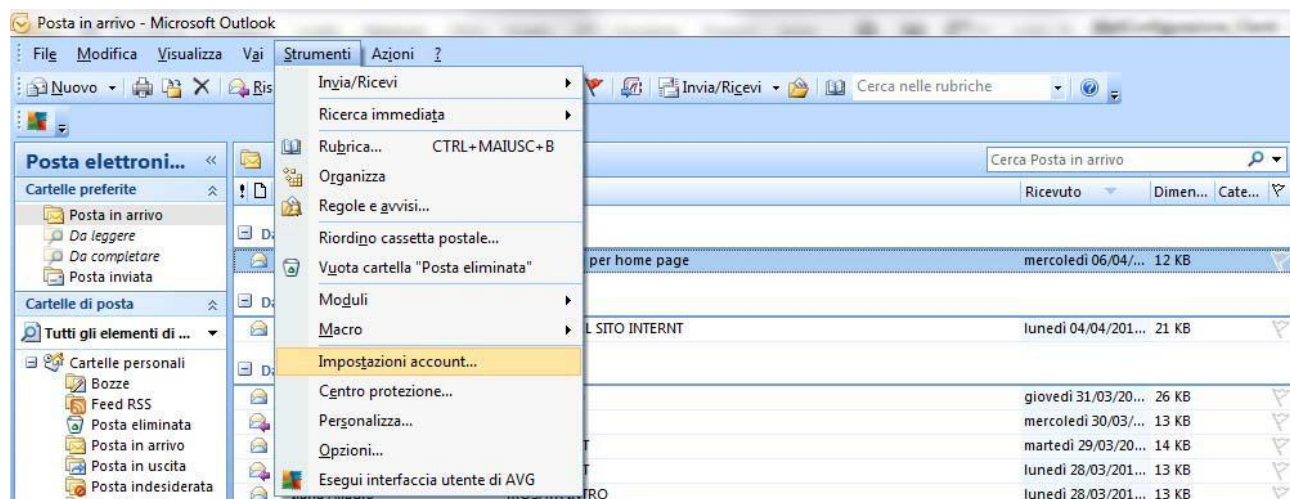 Posta in arrivo - Microsoft Outlook
File Modifica Visualizza Vai Strumenti Azioni ?
Nuovo Ris Invia/Ricevi Cerca nelle rubriche
Invia/Ricevi
Ricerca immediata
Rubrica... CTRL+MAIUSC+B
Organizza
Regole e avvisi...
Riordino cassetta postale...
Vuota cartella "Posta eliminata"
Moduli
Macro
Impostazioni account...
Centro protezione...
Personalizza...
Opzioni...
Esegui interfaccia utente di AVG
Posta elettroni... «
Cartelle preferite
Posta in arrivo
Da leggere
Da completare
Posta inviata
Cartelle di posta
Tutti gli elementi di ...
Cartelle personali
Bozze
Feed RSS
Posta eliminata
Posta in arrivo
Posta in uscita
Posta indesiderata
Cerca Posta in arrivo
! Ricevuto Dimen... Cate...
per home page mercoledì 06/04/... 12 KB
L SITO INTERNT lunedì 04/04/201... 21 KB
giovedì 31/03/20... 26 KB
mercoledì 30/03/... 13 KB
T martedì 29/03/20... 14 KB
T lunedì 28/03/201... 13 KB
TRO lunedì 28/03/201... 13 KB